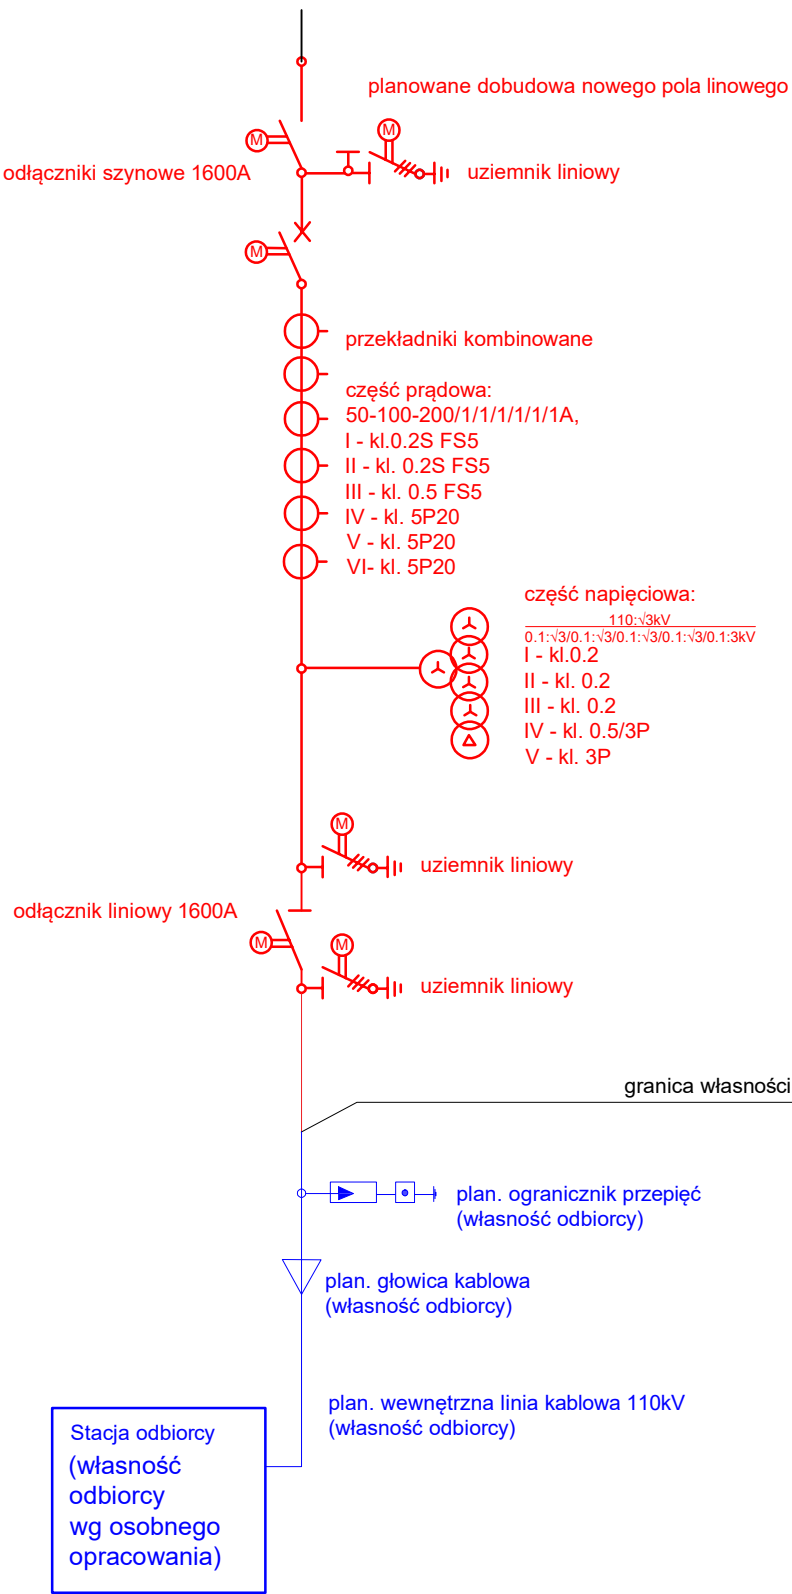 planowane dobudowa nowego pola linowego
M
M
odłączniki szynowe 1600A
uziemnik liniowy
M
przekładniki kombinowane
część prądowa:
50-100-200/1/1/1/1/1/1A,
I - kl.0.2S FS5
II - kl. 0.2S FS5
III - kl. 0.5 FS5
IV - kl. 5P20
V - kl. 5P20
VI- kl. 5P20
część napięciowa:
110:√3kV
0.1:√3/0.1:√3/0.1:√3/0.1:√3/0.1:3kV
I - kl.0.2
II - kl. 0.2
III - kl. 0.2
IV - kl. 0.5/3P
V - kl. 3P
M
uziemnik liniowy
odłącznik liniowy 1600A
M
M
uziemnik liniowy
granica własności
plan. ogranicznik przepięć
(własność odbiorcy)
plan. głowica kablowa
(własność odbiorcy)
plan. wewnętrzna linia kablowa 110kV
(własność odbiorcy)
Stacja odbiorcy
(własność
odbiorcy
wg osobnego
opracowania)